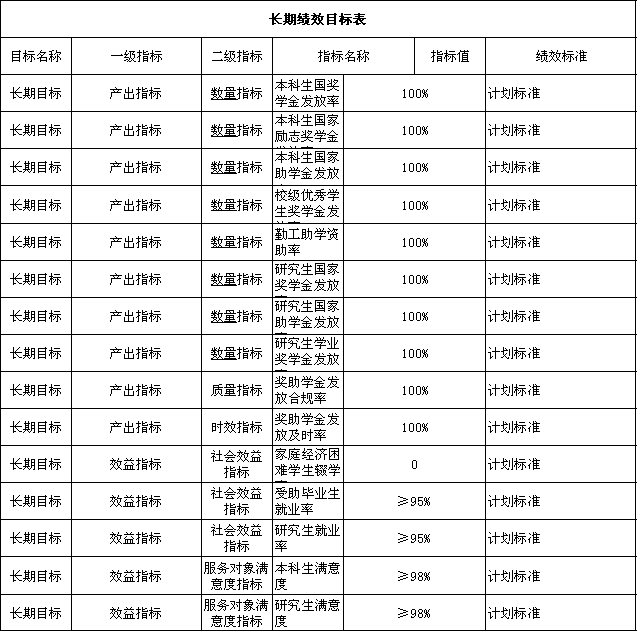 长期绩效目标表
目标名称 一级指标 二级指标 指标名称 指标值 绩效标准
长期目标 产出指标 数量指标 本科生国奖学金发放率 100% 计划标准
长期目标 产出指标 数量指标 本科生国家励志奖学金 100% 计划标准
长期目标 产出指标 数量指标 本科生国家助学金发放 100% 计划标准
长期目标 产出指标 数量指标 校级优秀学生奖学金发 100% 计划标准
长期目标 产出指标 数量指标 勤工助学资助率 100% 计划标准
长期目标 产出指标 数量指标 研究生国家奖学金发放 100% 计划标准
长期目标 产出指标 数量指标 研究生国家助学金发放 100% 计划标准
长期目标 产出指标 数量指标 研究生学业奖学金发放 100% 计划标准
长期目标 产出指标 质量指标 奖助学金发放合规率 100% 计划标准
长期目标 产出指标 时效指标 奖助学金发放及时率 100% 计划标准
长期目标 效益指标 社会效益指标 家庭经济困难学生辍学 0 计划标准
长期目标 效益指标 社会效益指标 受助毕业生就业率 ≥95% 计划标准
长期目标 效益指标 社会效益指标 研究生就业率 ≥95% 计划标准
长期目标 效益指标 服务对象满意度指标 本科生满意度 ≥98% 计划标准
长期目标 效益指标 服务对象满意度指标 研究生满意度 ≥98% 计划标准